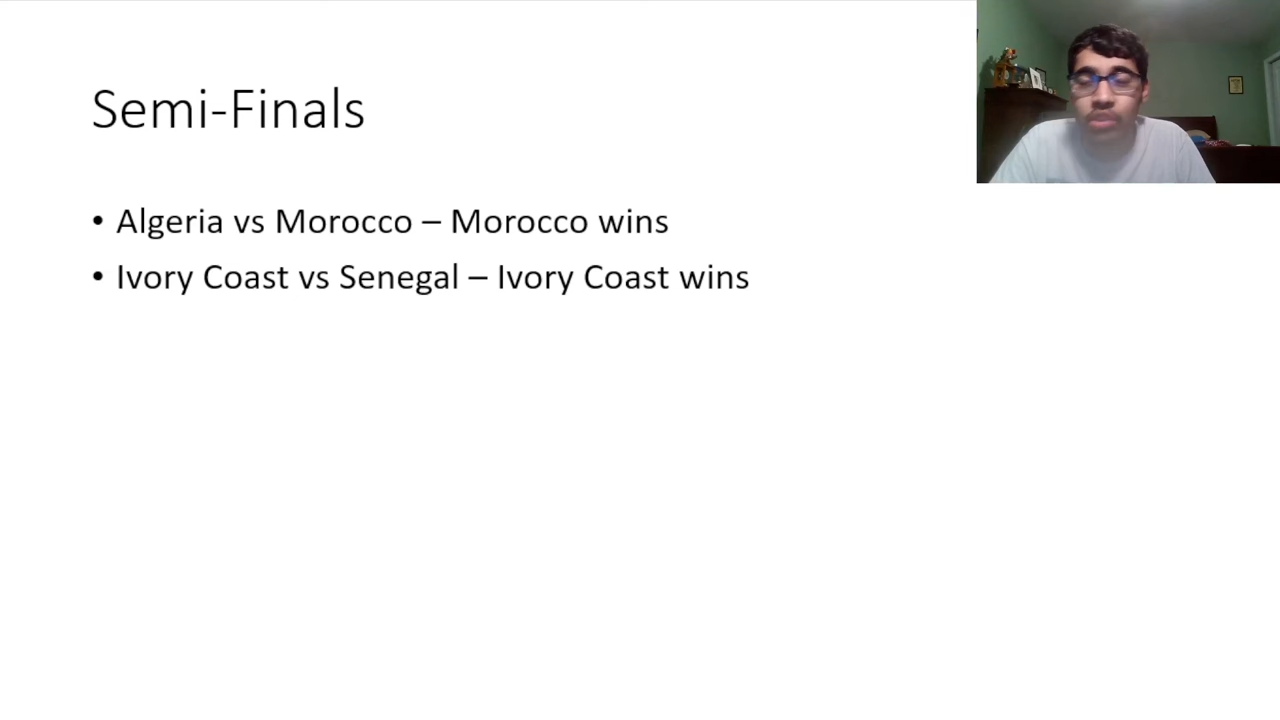 Semi-Finals
• Algeria vs Morocco – Morocco wins
• Ivory Coast vs Senegal – Ivory Coast wins